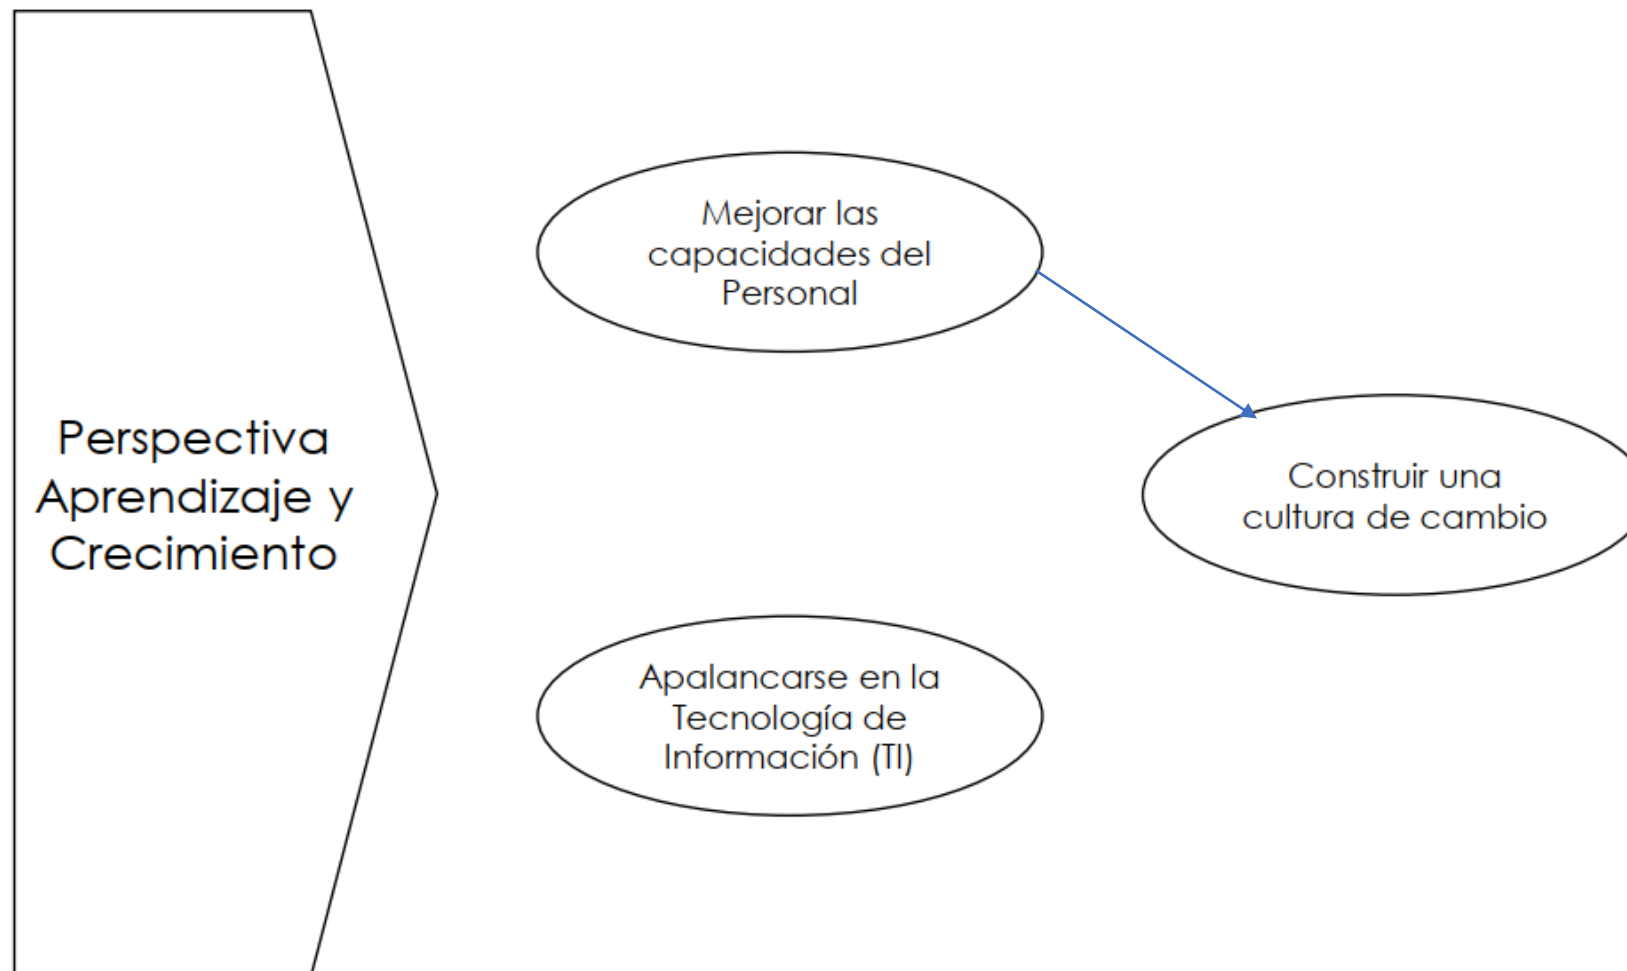 Perspectiva
Aprendizaje y
Crecimiento
Mejorar las
capacidades del
Personal
Construir una
cultura de cambio
Apalancarse en la
Tecnología de
Información (TI)